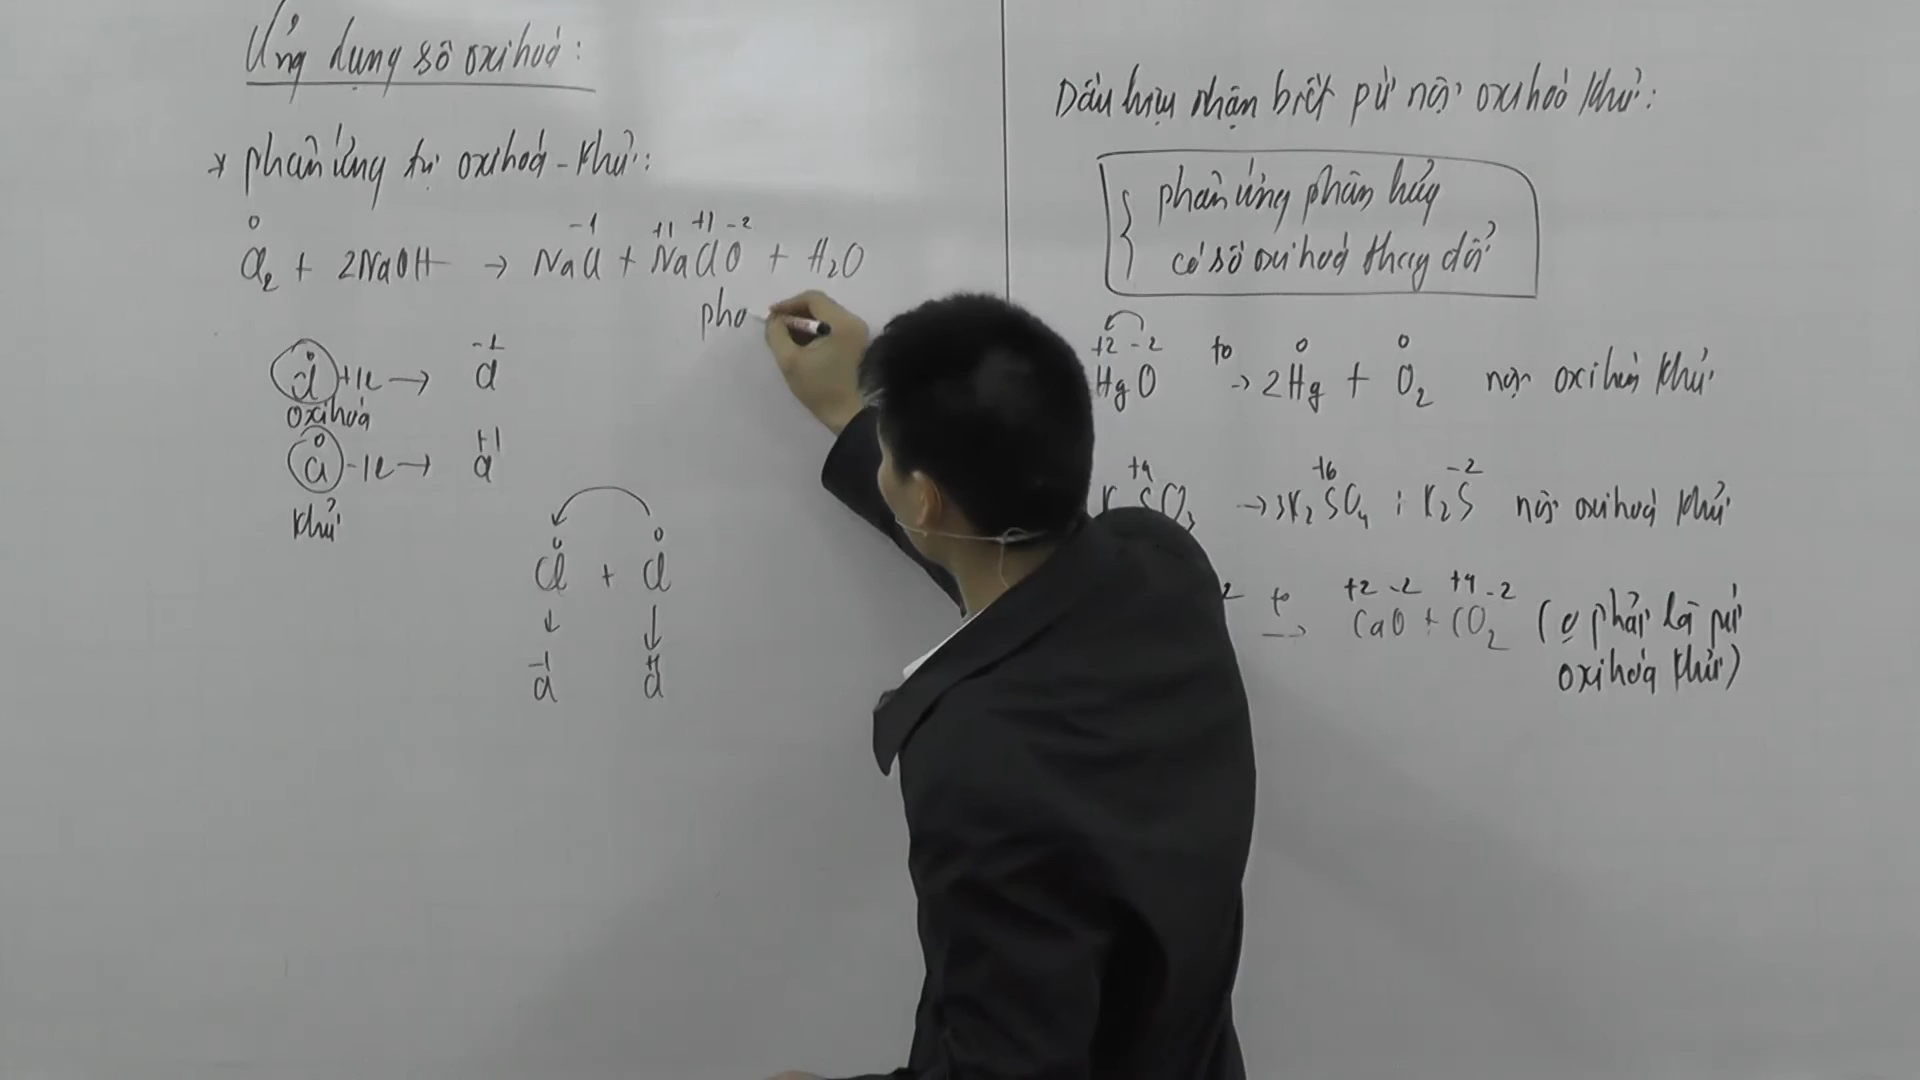 Ứng dụng số oxi hoá:
* phản ứng tự oxi hoá - khử:
0 -1 +1 +1 -2
Cl2 + 2NaOH → NaCl + NaClO + H2O
pho
0 -1
Cl +1e → Cl
oxi hoá
0 +1
Cl -1e → Cl
khử
0 0
Cl + Cl
↓ ↓
-1 +1
Cl Cl
Dấu hiệu nhận biết pứ nội oxi hoá khử:
phản ứng phân hủy
có số oxi hoá thay đổi
+2 -2 to 0 0
HgO → 2Hg + O2 nội oxi hoá khử
+4 +6 -2
K SO3 → 3K2SO4 + K2S nội oxi hoá khử
2 to +2 -2 +4 -2
→ CaO + CO2 (phải là pứ
oxi hoá khử)